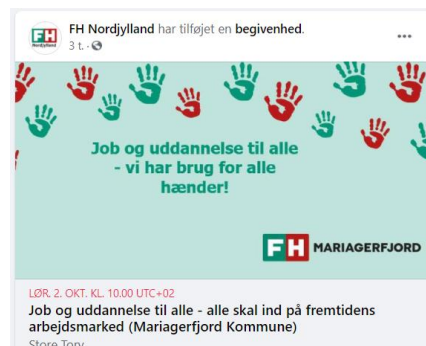 FH Nordjylland har tilføjet en begivenhed.
3 t.
FH
Nordjylland
Job og uddannelse til alle
- vi har brug for alle
hænder!
FH MARIAGERFJORD
LØR. 2. OKT. KL. 10.00 UTC+02
Job og uddannelse til alle - alle skal ind på fremtidens
arbejdsmarked (Mariagerfjord Kommune)
Store Torv